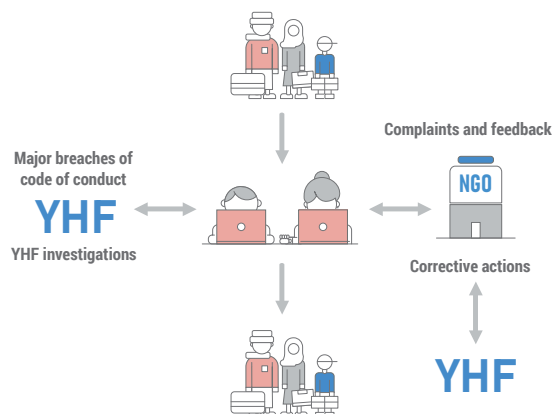 Complaints and feedback
Major breaches of
code of conduct
YHF
YHF investigations
NGO
Corrective actions
YHF